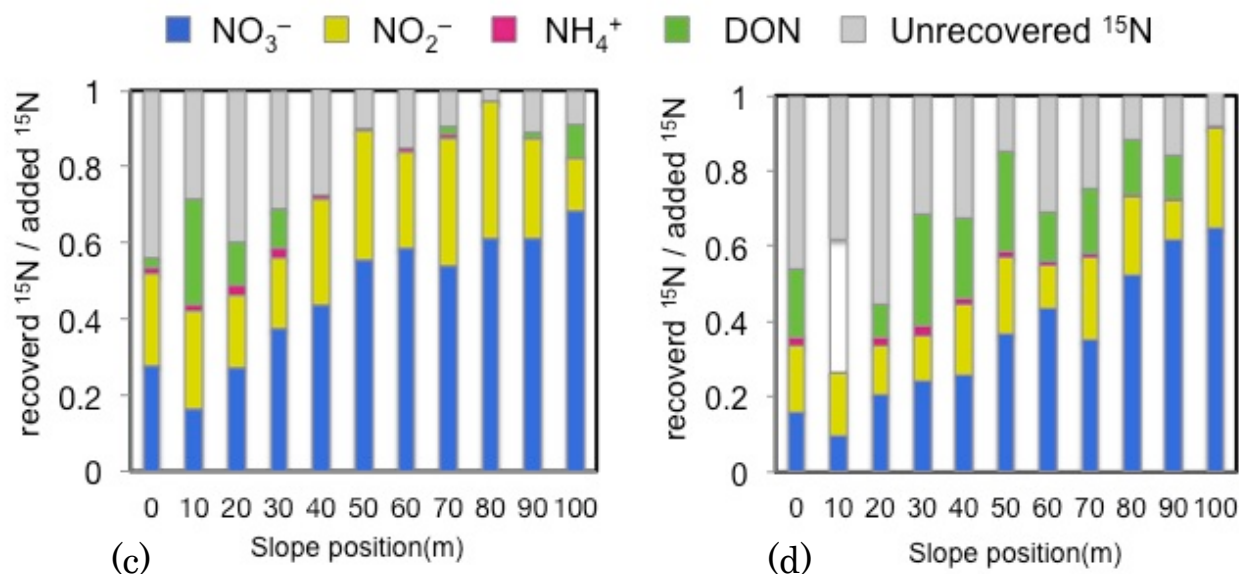 NO₃⁻ NO₂⁻ NH₄⁺ DON Unrecovered ¹⁵N
recoverd ¹⁵N / added ¹⁵N
1
0.8
0.6
0.4
0.2
0
0 10 20 30 40 50 60 70 80 90 100
Slope position(m)
(c)
recoverd ¹⁵N / added ¹⁵N
1
0.8
0.6
0.4
0.2
0
0 10 20 30 40 50 60 70 80 90 100
Slope position(m)
(d)